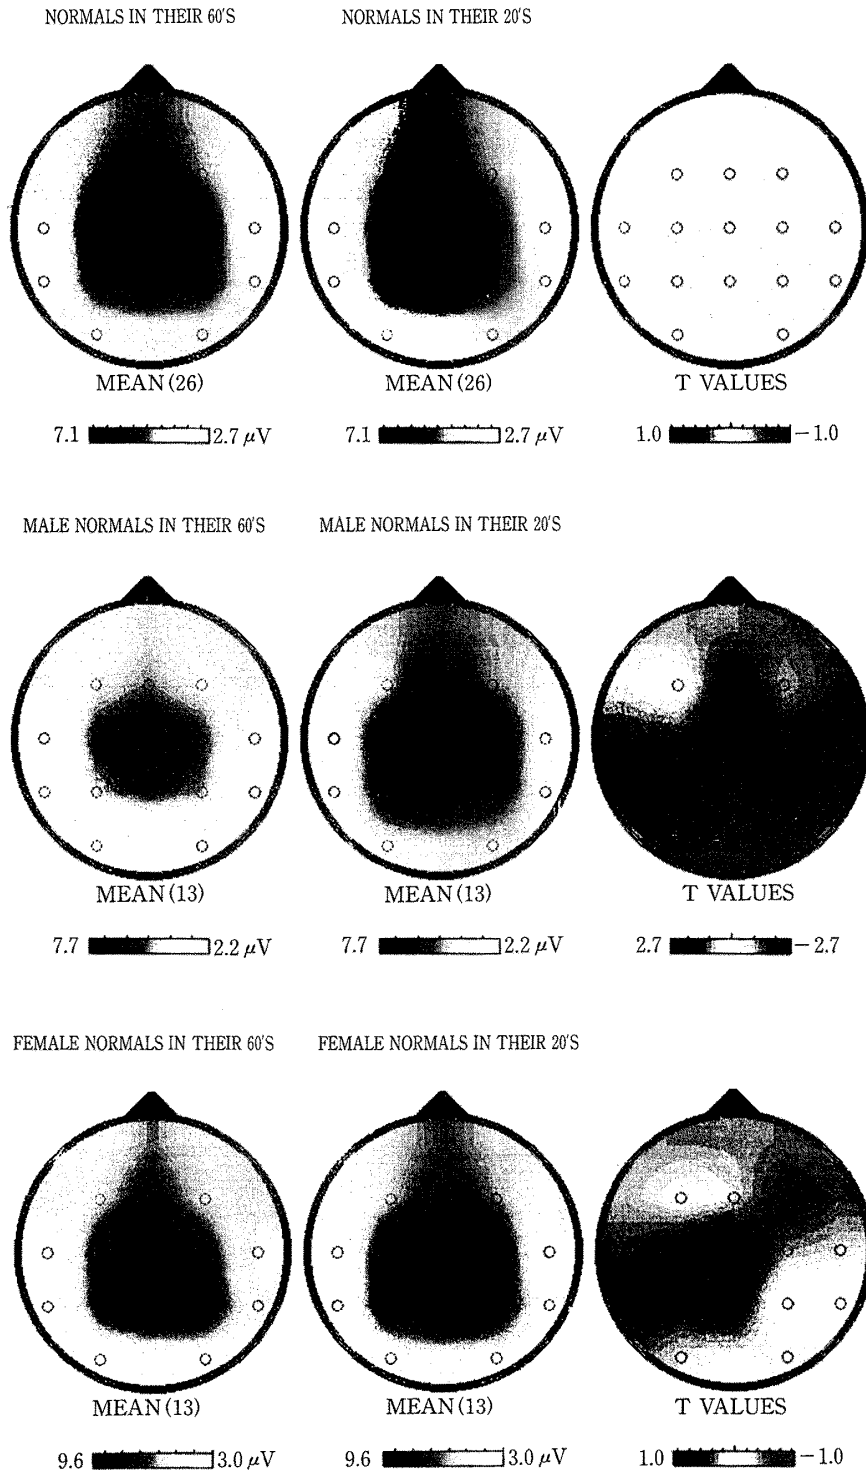 NORMALS IN THEIR 60'S NORMALS IN THEIR 20'S
MEAN (26) MEAN (26) T VALUES
7.1 2.7 μV 7.1 2.7 μV 1.0 −1.0
MALE NORMALS IN THEIR 60'S MALE NORMALS IN THEIR 20'S
MEAN (13) MEAN (13) T VALUES
7.7 2.2 μV 7.7 2.2 μV 2.7 −2.7
FEMALE NORMALS IN THEIR 60'S FEMALE NORMALS IN THEIR 20'S
MEAN (13) MEAN (13) T VALUES
9.6 3.0 μV 9.6 3.0 μV 1.0 −1.0